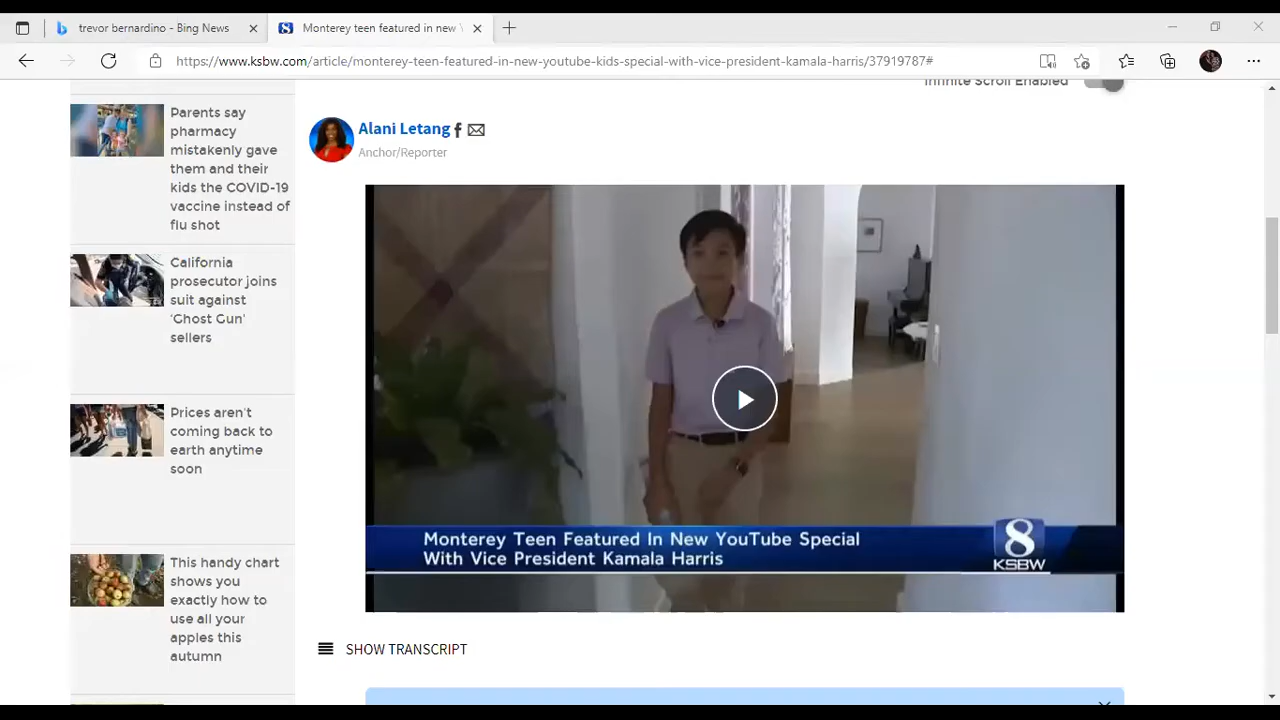 trevor bernardino - Bing News
Monterey teen featured in new
https://www.ksbw.com/article/monterey-teen-featured-in-new-youtube-kids-special-with-vice-president-kamala-harris/37919787#
Infinite Scroll Enabled
Parents say
pharmacy
mistakenly gave
them and their
kids the COVID-19
vaccine instead of
flu shot
California
prosecutor joins
suit against
'Ghost Gun'
sellers
Prices aren't
coming back to
earth anytime
soon
This handy chart
shows you
exactly how to
use all your
apples this
autumn
Alani Letang
Anchor/Reporter
Monterey Teen Featured In New YouTube Special
With Vice President Kamala Harris
8
KSBW
SHOW TRANSCRIPT